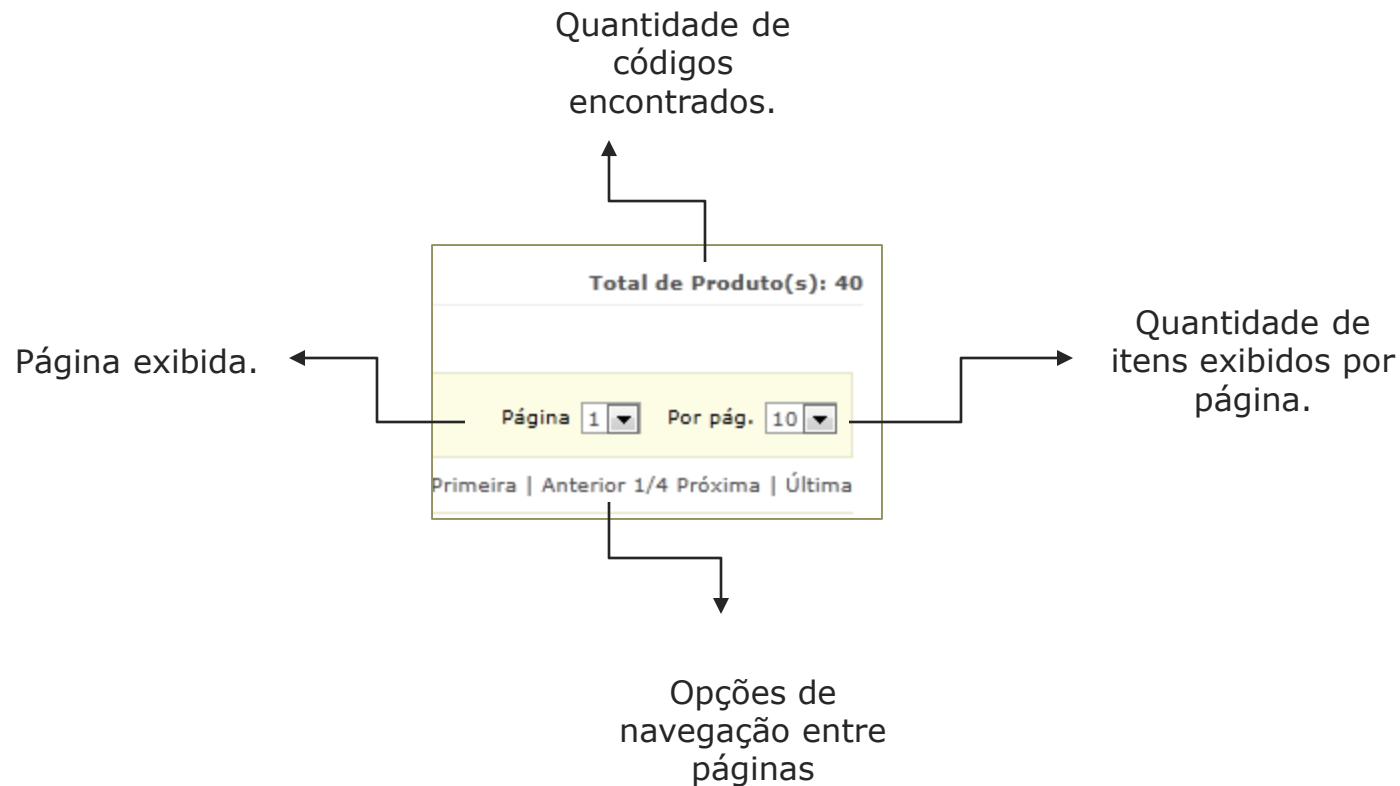 Quantidade de
códigos
encontrados.
Total de Produto(s): 40
Página exibida.
Quantidade de
itens exibidos por
página.
Página 1 Por pág. 10
Primeira | Anterior 1/4 Próxima | Última
Opções de
navegação entre
páginas